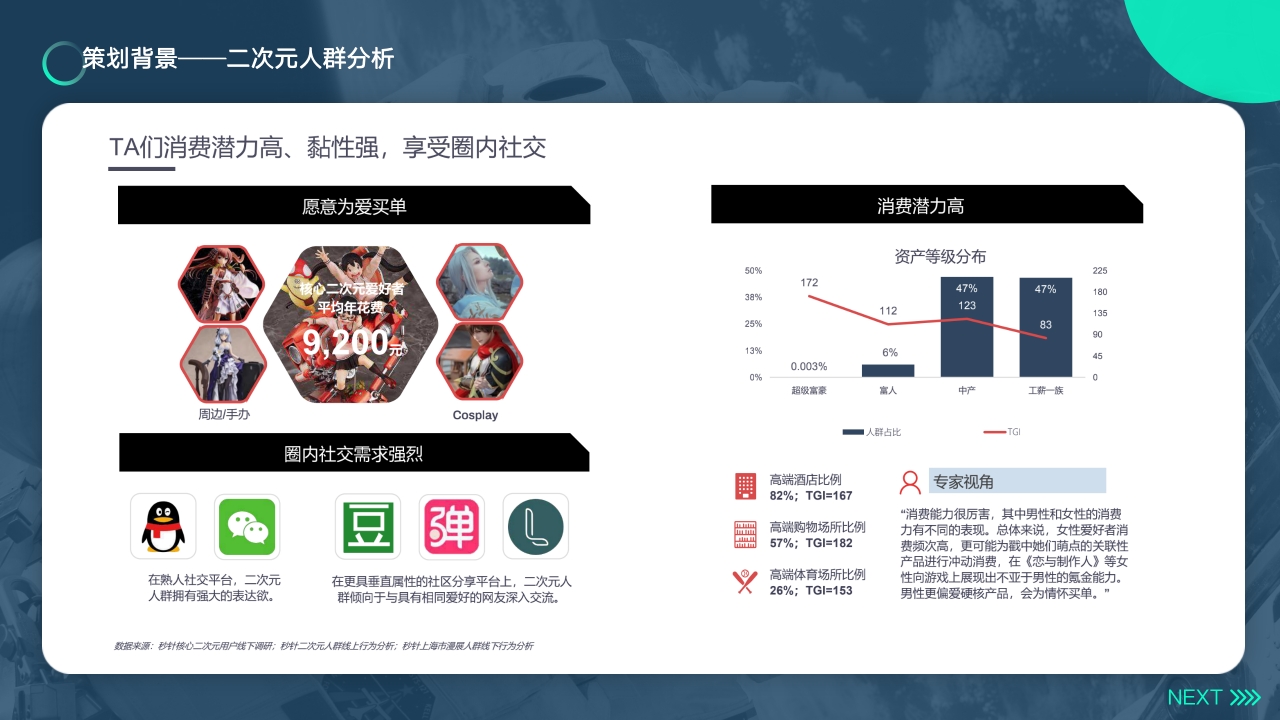 策划背景——二次元人群分析
TA们消费潜力高、黏性强，享受圈内社交
愿意为爱买单
核心二次元爱好者
平均年花费
9,200元
周边/手办
Cosplay
圈内社交需求强烈
豆
弹
在熟人社交平台，二次元
人群拥有强大的表达欲。
在更具垂直属性的社区分享平台上，二次元人
群倾向于与具有相同爱好的网友深入交流。
数据来源：秒针核心二次元用户线下调研；秒针二次元人群线上行为分析；秒针上海市漫展人群线下行为分析
消费潜力高
资产等级分布
50%
38%
25%
13%
0%
225
180
135
90
45
0
172
112
123
83
0.003%
6%
47%
47%
超级富豪
富人
中产
工薪一族
人群占比
TGI
高端酒店比例
82%；TGI=167
高端购物场所比例
57%；TGI=182
高端体育场所比例
26%；TGI=153
专家视角
“消费能力很厉害，其中男性和女性的消费
力有不同的表现。总体来说，女性爱好者消
费频次高，更可能为戳中她们萌点的关联性
产品进行冲动消费，在《恋与制作人》等女
性向游戏上展现出不亚于男性的氪金能力。
男性更偏爱硬核产品，会为情怀买单。”
NEXT